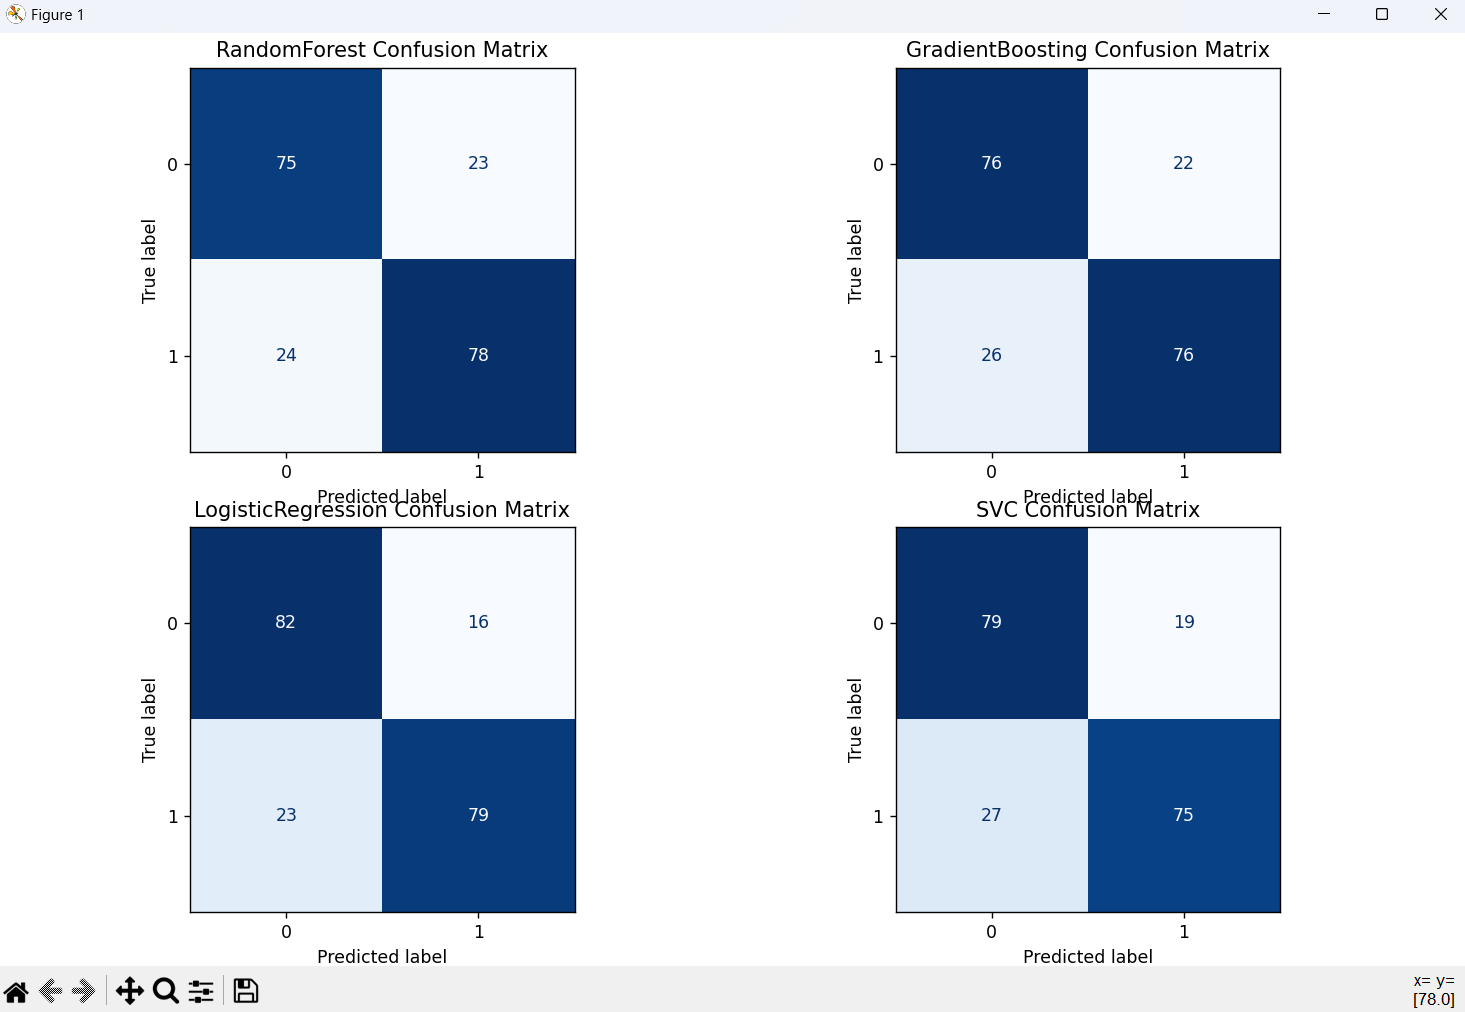 Figure 1
RandomForest Confusion Matrix
75 23
24 78
0
1
True label
0 1
Predicted label
GradientBoosting Confusion Matrix
76 22
26 76
0
1
True label
0 1
Predicted label
LogisticRegression Confusion Matrix
82 16
23 79
0
1
True label
0 1
Predicted label
SVC Confusion Matrix
79 19
27 75
0
1
True label
0 1
Predicted label
x= y=
[78.0]